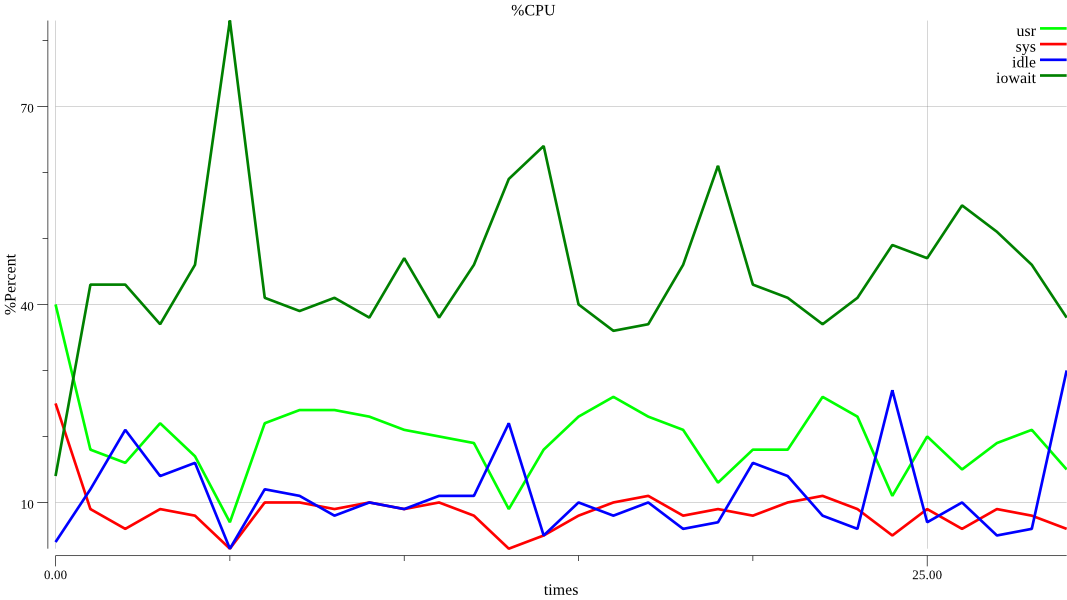 %CPU
usr
sys
idle
iowait
70
40
10
%Percent
0.00
25.00
times